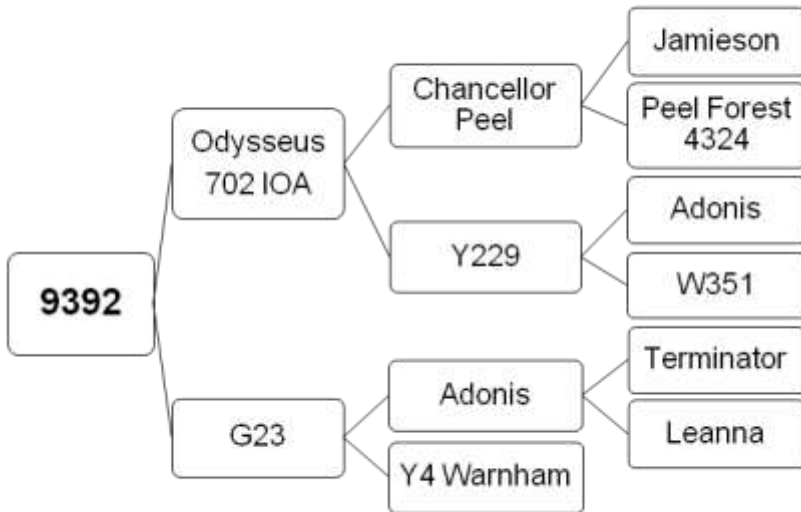 Jamieson
Chancellor
Peel
Peel Forest
4324
Odysseus
702 IOA
Adonis
Y229
W351
9392
Terminator
Adonis
G23
Leanna
Y4 Warnham